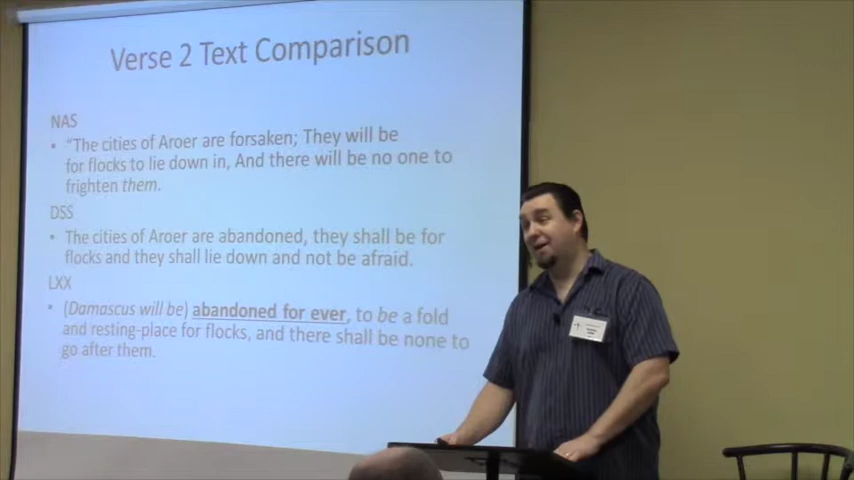 Verse 2 Text Comparison
NAS
• "The cities of Aroer are forsaken; They will be
for flocks to lie down in, And there will be no one to
frighten them.
DSS
• The cities of Aroer are abandoned, they shall be for
flocks, and they shall lie down, and not be afraid.
LXX
• (Damascus will be) abandoned for ever, to be a fold
and resting-place for flocks, and there shall be none to
go after them.